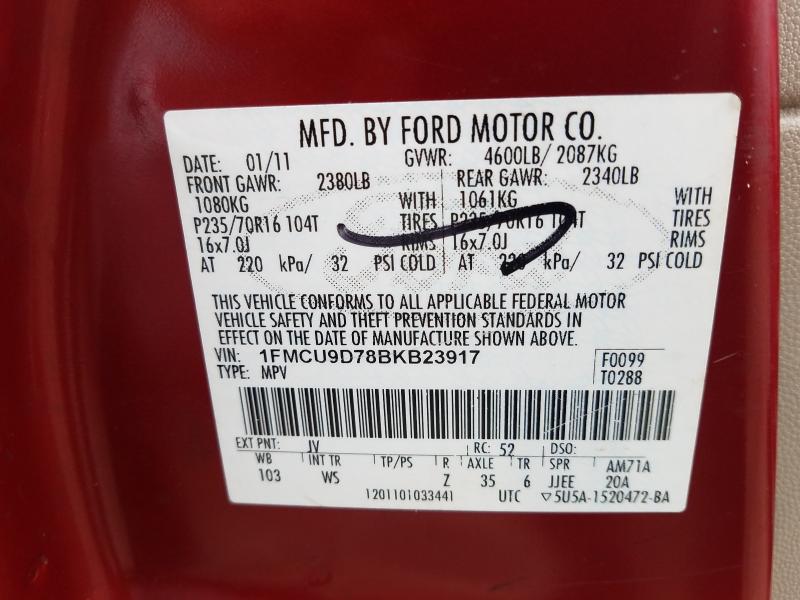 MFD. BY FORD MOTOR CO.
DATE: 01/11 GVWR: 4600LB/ 2087KG
FRONT GAWR: 2380LB REAR GAWR: 2340LB
1080KG WITH 1061KG WITH
P235/70R16 104T TIRES P235/70R16 104T TIRES
16x7.0J RIMS 16x7.0J RIMS
AT 220 kPa/ 32 PSI COLD AT 220 kPa/ 32 PSI COLD
THIS VEHICLE CONFORMS TO ALL APPLICABLE FEDERAL MOTOR
VEHICLE SAFETY AND THEFT PREVENTION STANDARDS IN
EFFECT ON THE DATE OF MANUFACTURE SHOWN ABOVE.
VIN: 1FMCU9D78BKB23917 F0099
TYPE: MPV T0288
EXT PNT: JV RC: 52 DSO:
WB INT TR TP/PS R AXLE TR SPR AM71A
103 WS Z 35 6 JJEE 20A
1201101033441 UTC ▽5U5A-1520472-BA